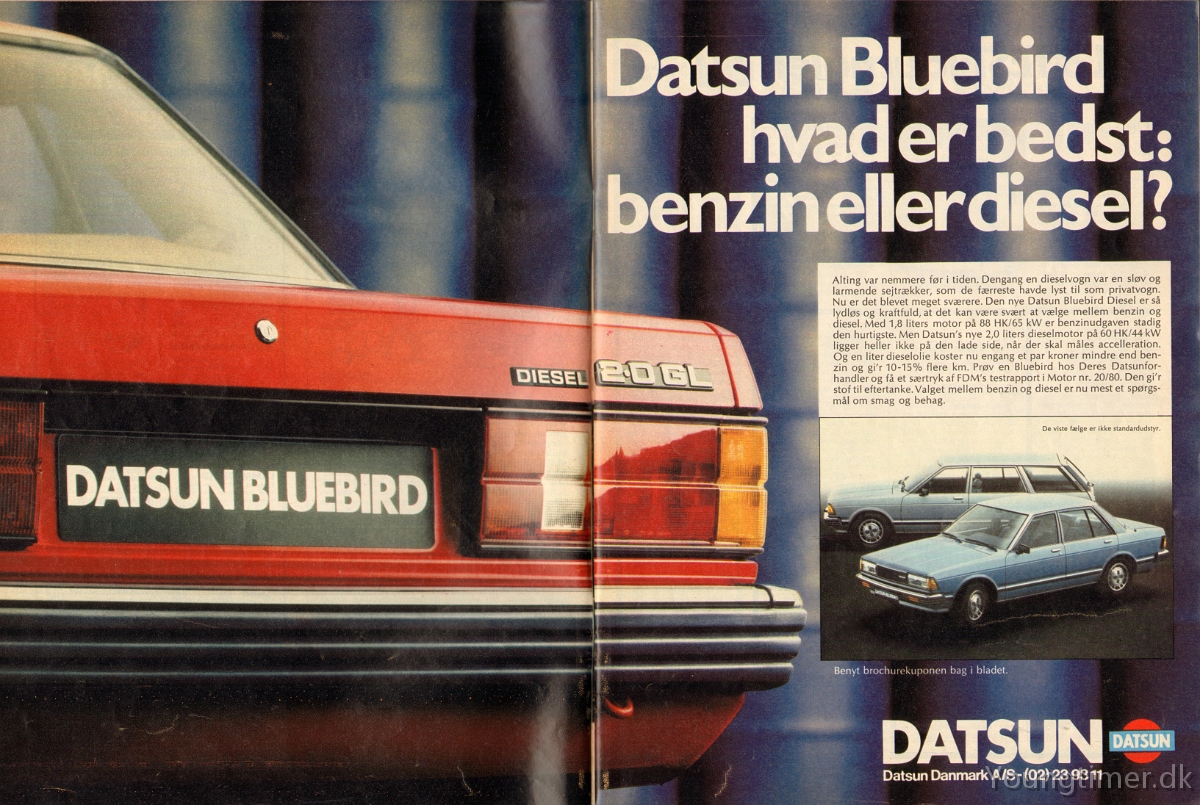 Datsun Bluebird
hvad er bedst:
benzin eller diesel?
Alting var nemmere før i tiden. Dengang en dieselvogn var en sløv og
larmende sejtrækker, som de færreste havde lyst til som privatvogn.
Nu er det blevet meget sværere. Den nye Datsun Bluebird Diesel er så
lydløs og kraftfuld, at det kan være svært at vælge mellem benzin og
diesel. Med 1,8 liters motor på 88 HK/65 kW er benzinudgaven stadig
den hurtigste. Men Datsun's nye 2,0 liters dieselmotor på 60 HK/44 kW
ligger heller ikke på den lade side, når der skal måles accelleration.
Og en liter dieselolie koster nu engang et par kroner mindre end ben-
zin og gi'r 10-15% flere km. Prøv en Bluebird hos Deres Datsunfor-
handler og få et særtryk af FDM's testrapport i Motor nr. 20/80. Den gi'r
stof til eftertanke. Valget mellem benzin og diesel er nu mest et spørgs-
mål om smag og behag.
DIESEL 2.0 GL
DATSUN BLUEBIRD
De viste fælge er ikke standardudstyr.
Benyt brochurekuponen bag i bladet.
DATSUN
DATSUN
Datsun Danmark A/S - (02) 23 93 11
Youngtimer.dk